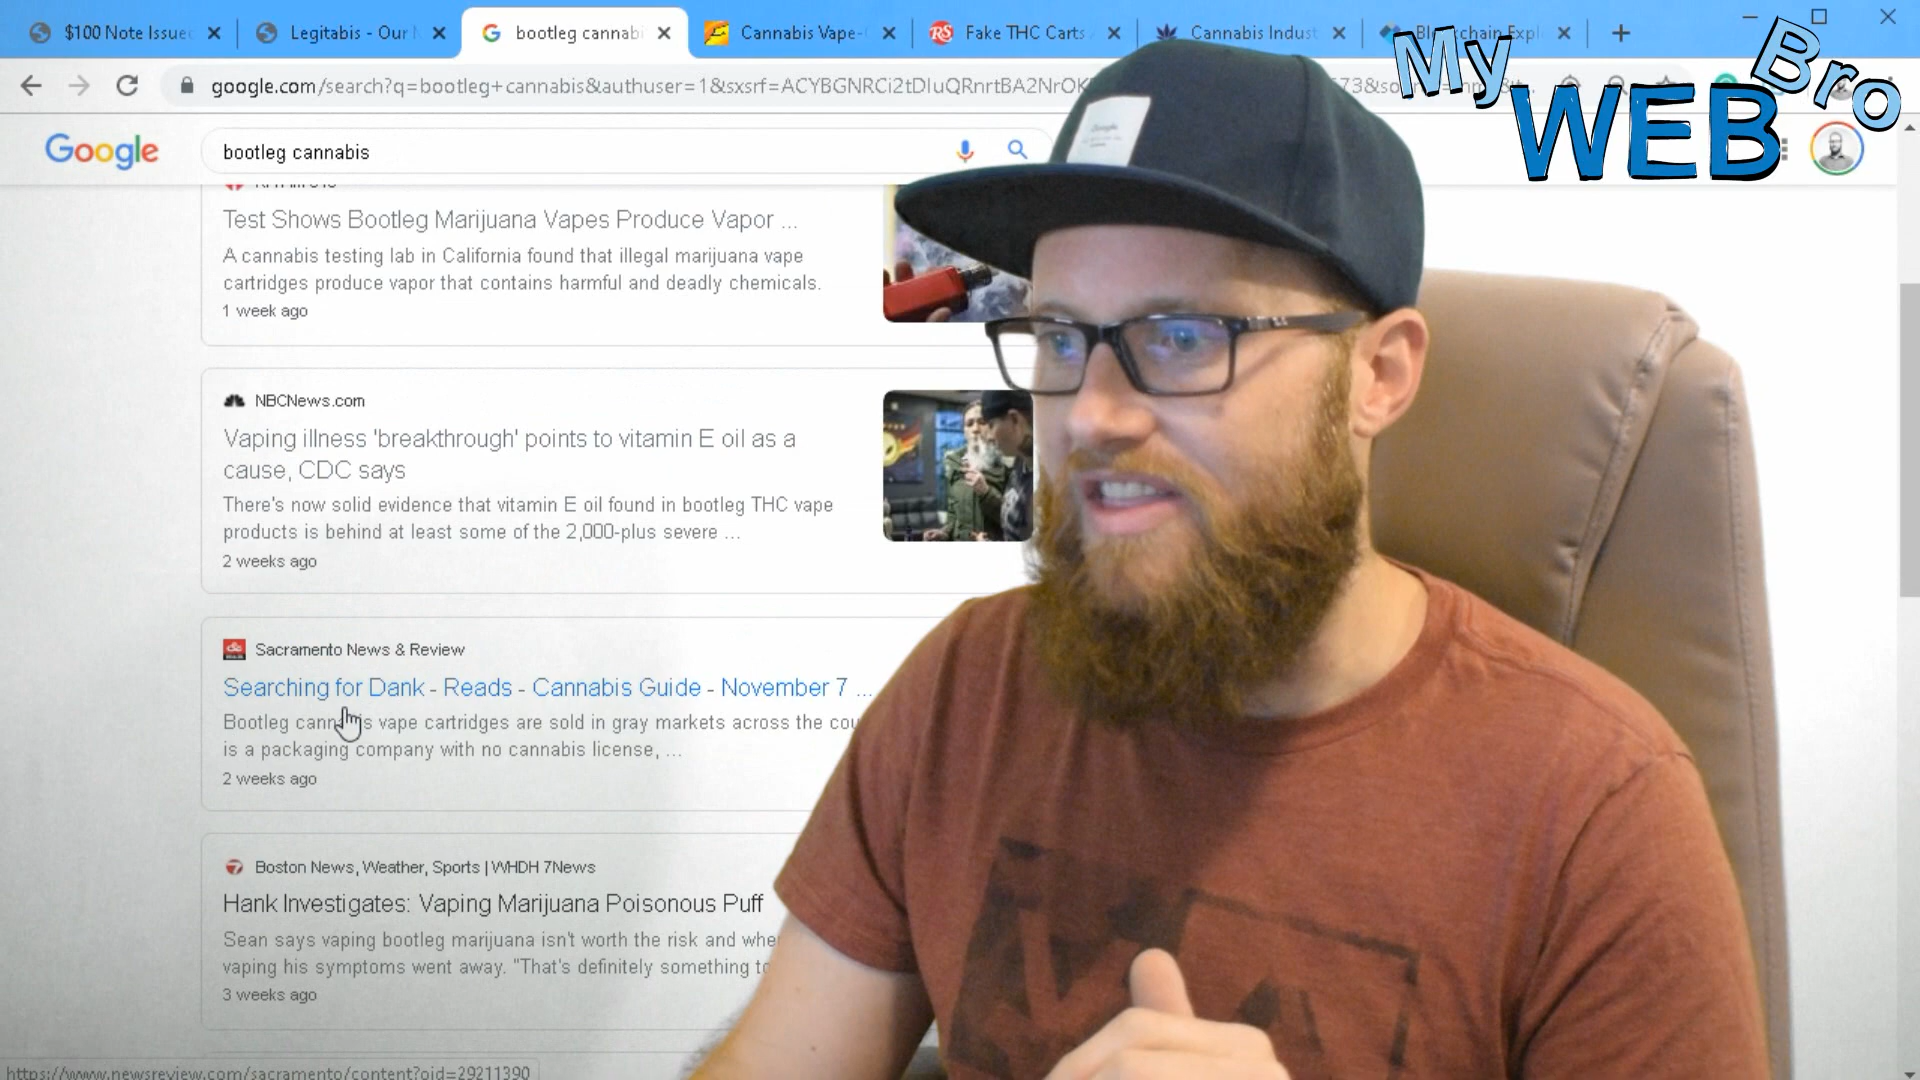 $100 Note Issue
Legitabis - Our N
bootleg cannabi
Cannabis Vape-
Fake THC Carts
Cannabis Indust
Blockchain Expl
My
WEB
Bro
google.com/search?q=bootleg+cannabis&authuser=1&sxsrf=
Google
bootleg cannabis
Test Shows Bootleg Marijuana Vapes Produce Vapor ...
A cannabis testing lab in California found that illegal marijuana vape
cartridges produce vapor that contains harmful and deadly chemicals.
1 week ago
NBCNews.com
Vaping illness 'breakthrough' points to vitamin E oil as a
cause, CDC says
There's now solid evidence that vitamin E oil found in bootleg THC vape
products is behind at least some of the 2,000-plus severe ...
2 weeks ago
Sacramento News & Review
Searching for Dank - Reads - Cannabis Guide - November 7 ...
Bootleg cannabis vape cartridges are sold in gray markets across the cou
is a packaging company with no cannabis license, ...
2 weeks ago
Boston News, Weather, Sports | WHDH 7News
Hank Investigates: Vaping Marijuana Poisonous Puff
Sean says vaping bootleg marijuana isn't worth the risk and whe
vaping his symptoms went away. "That's definitely something to
3 weeks ago
https://www.newsreview.com/sacramento/content?oid=29211390